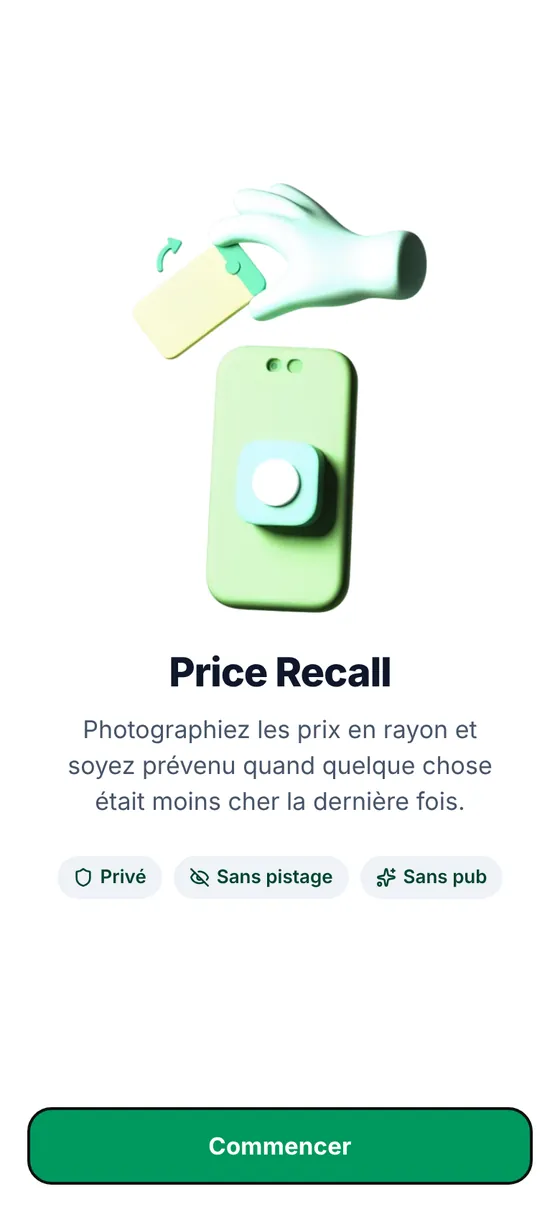 Price Recall
Photographiez les prix en rayon et
soyez prévenu quand quelque chose
était moins cher la dernière fois.
Privé
Sans pistage
Sans pub
Commencer